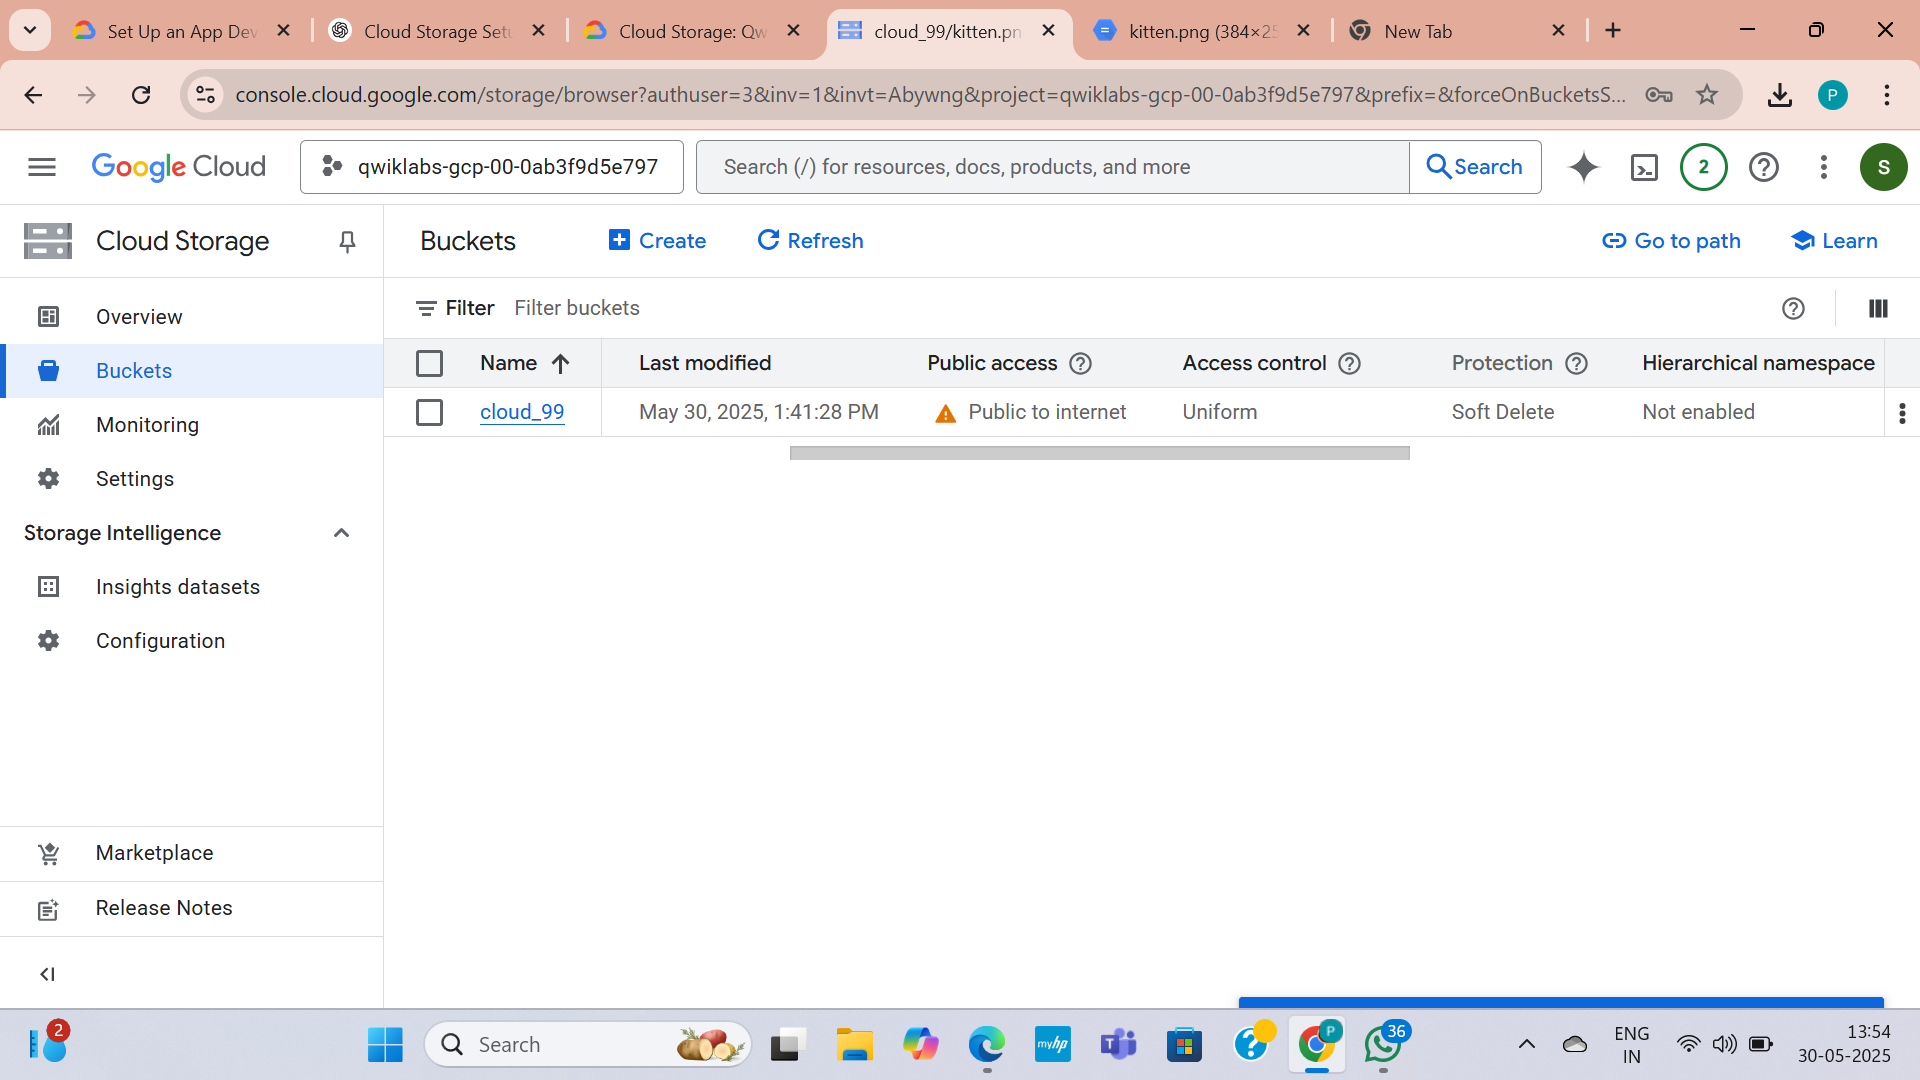 Set Up an App Dev
Cloud Storage Setu
Cloud Storage: Qw
cloud_99/kitten.pn
kitten.png (384×25
New Tab
console.cloud.google.com/storage/browser?authuser=3&inv=1&invt=Abywng&project=qwiklabs-gcp-00-0ab3f9d5e797&prefix=&forceOnBucketsS...
P
Google Cloud
qwiklabs-gcp-00-0ab3f9d5e797
Search (/) for resources, docs, products, and more
Search
2
S
Cloud Storage
Buckets
Create
Refresh
Go to path
Learn
Overview
Buckets
Monitoring
Settings
Storage Intelligence
Insights datasets
Configuration
Marketplace
Release Notes
Filter Filter buckets
Name Last modified Public access Access control Protection Hierarchical namespace
cloud_99 May 30, 2025, 1:41:28 PM Public to internet Uniform Soft Delete Not enabled
2
Search
myhp
T
P
36
ENG
IN
13:54
30-05-2025